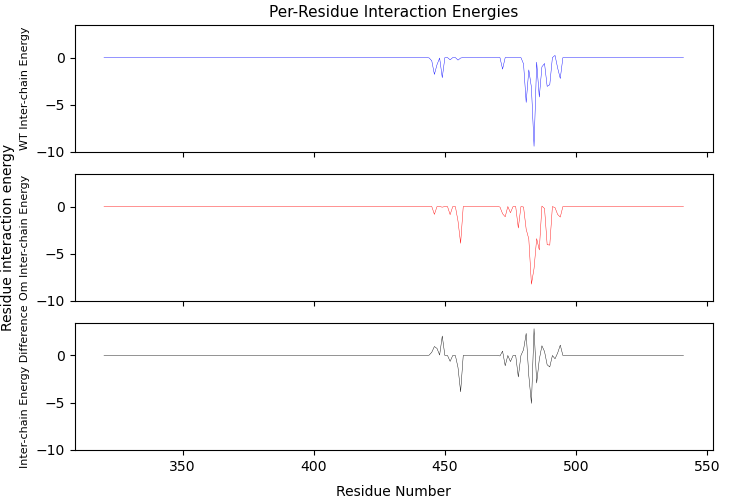 Per-Residue Interaction Energies
Residue interaction energy
WT Inter-chain Energy
0
−5
−10
Om Inter-chain Energy
0
−5
−10
Inter-chain Energy Difference
0
−5
−10
350 400 450 500 550
Residue Number